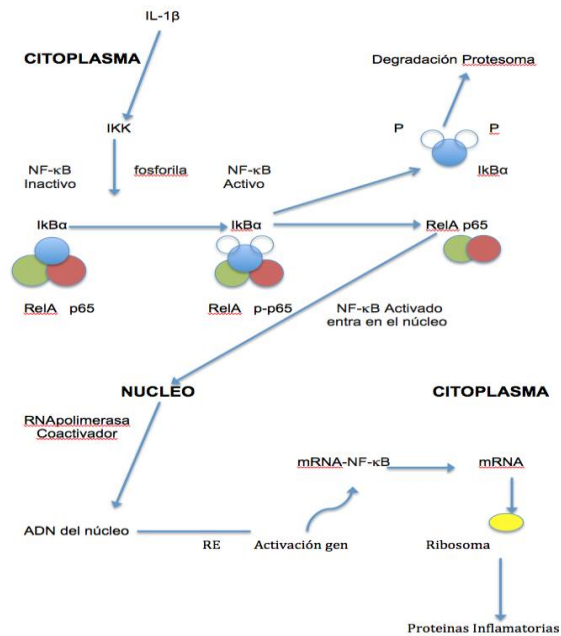 IL-1β
CITOPLASMA
Degradación Protesoma
IKK
P P
NF-κB
Inactivo
fosforila
NF-κB
Activo
IkBα
IkBα
IkBα
RelA p65
RelA p65
RelA p-p65
NF-κB Activado
entra en el núcleo
NUCLEO
CITOPLASMA
RNApolimerasa
Coactivador
mRNA-NF-κB
mRNA
ADN del núcleo
RE
Activación gen
Ribosoma
Proteinas Inflamatorias